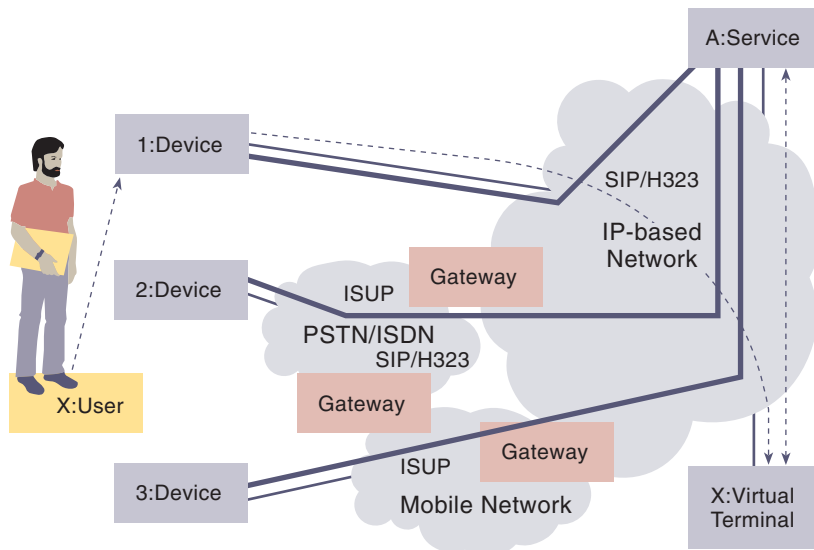 A:Service
1:Device
SIP/H323
IP-based
Network
Gateway
2:Device
ISUP
PSTN/ISDN
SIP/H323
X:User
Gateway
Gateway
ISUP
3:Device
Mobile Network
X:Virtual
Terminal